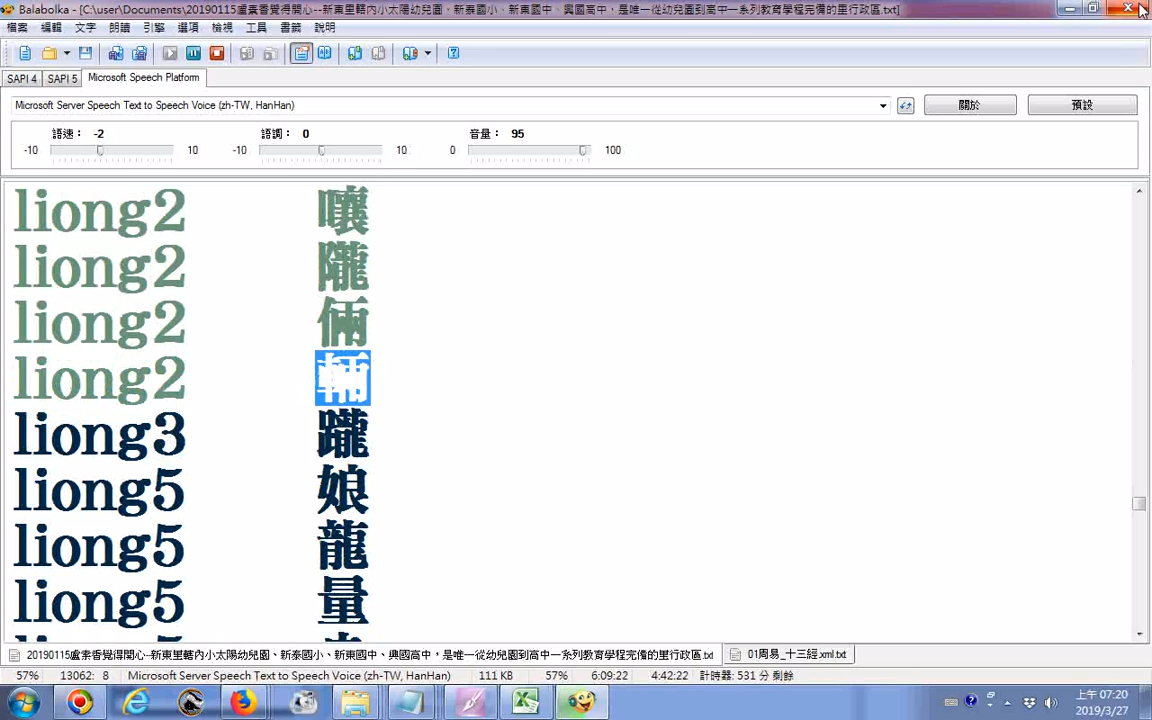 Balabolka - [C:\user\Documents\20190115盧素香覺得開心--新東里轄內小太陽幼兒園、新泰國小、新東國中、興國高中，是唯一從幼兒園到高中一系列教育學程完備的里行政區.txt]
檔案 編輯 文字 朗讀 引擎 選項 檢視 工具 書籤 說明
SAPI 4 SAPI 5 Microsoft Speech Platform
Microsoft Server Speech Text to Speech Voice (zh-TW, HanHan) 關於 預設
語速： -2 語調： 0 音量： 95
-10 10 -10 10 0 100
liong2 嚷
liong2 隴
liong2 倆
liong2 輛
liong3 躘
liong5 娘
liong5 龍
liong5 量
20190115盧素香覺得開心--新東里轄內小太陽幼兒園、新泰國小、新東國中、興國高中，是唯一從幼兒園到高中一系列教育學程完備的里行政區.txt 01周易_十三經.xml.txt
57% 13062: 8 Microsoft Server Speech Text to Speech Voice (zh-TW, HanHan) 111 KB 57% 6:09:22 4:42:22 計時器: 531 分 剩餘
上午 07:20
2019/3/27